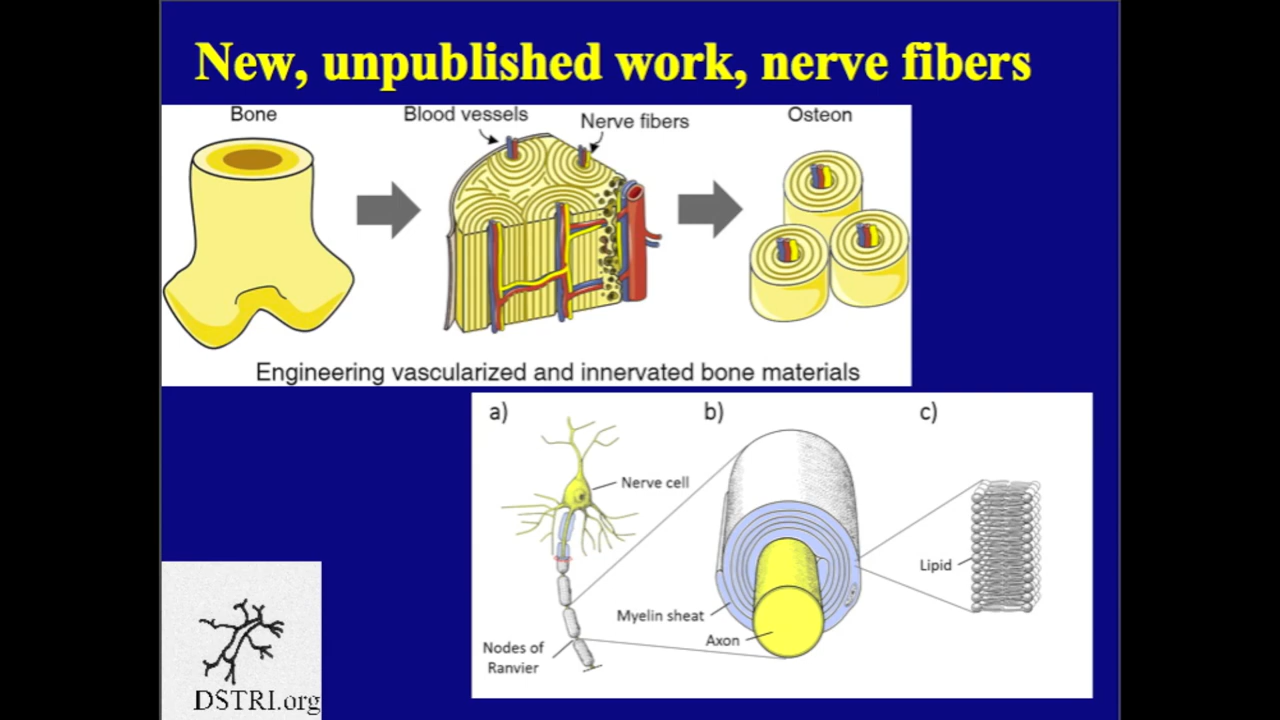 New, unpublished work, nerve fibers
Bone
Blood vessels
Nerve fibers
Osteon
Engineering vascularized and innervated bone materials
a)
b)
c)
Nerve cell
Lipid
Myelin sheat
Axon
Nodes of
Ranvier
DSTRI.org